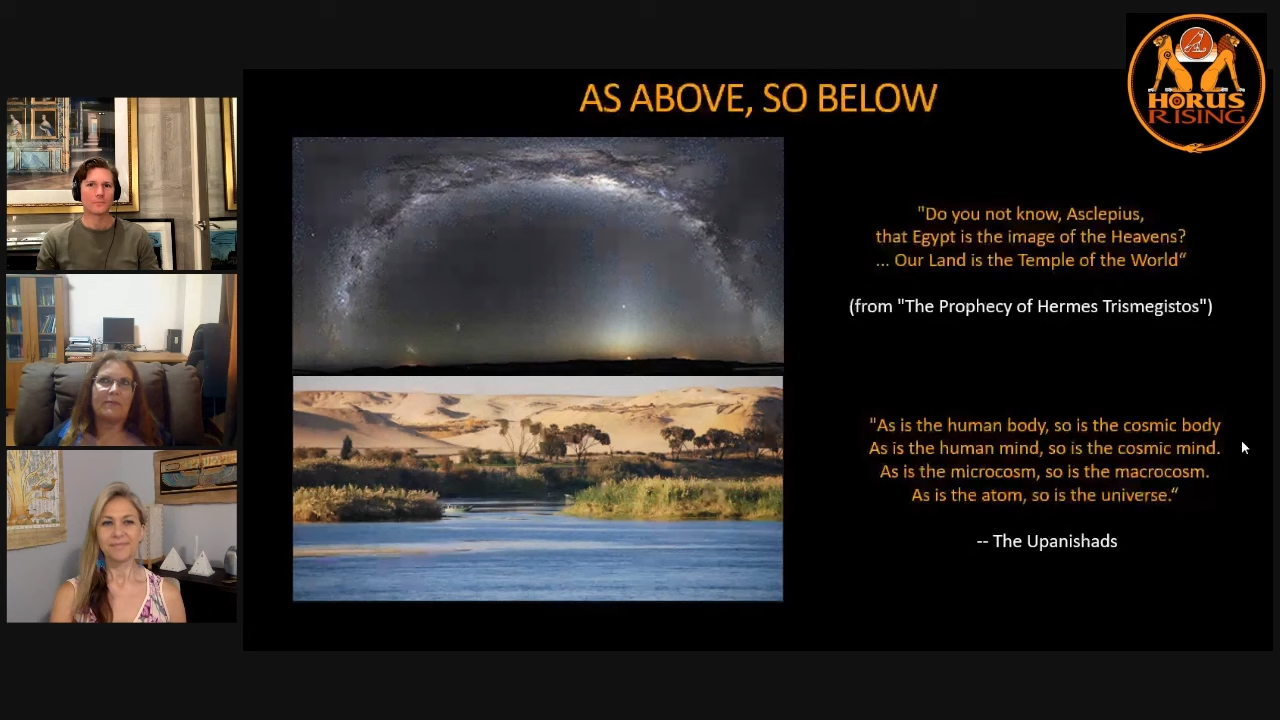 AS ABOVE, SO BELOW
HORUS
RISING
"Do you not know, Asclepius,
that Egypt is the image of the Heavens?
... Our Land is the Temple of the World“
(from "The Prophecy of Hermes Trismegistos")
"As is the human body, so is the cosmic body
As is the human mind, so is the cosmic mind.
As is the microcosm, so is the macrocosm.
As is the atom, so is the universe.“
-- The Upanishads